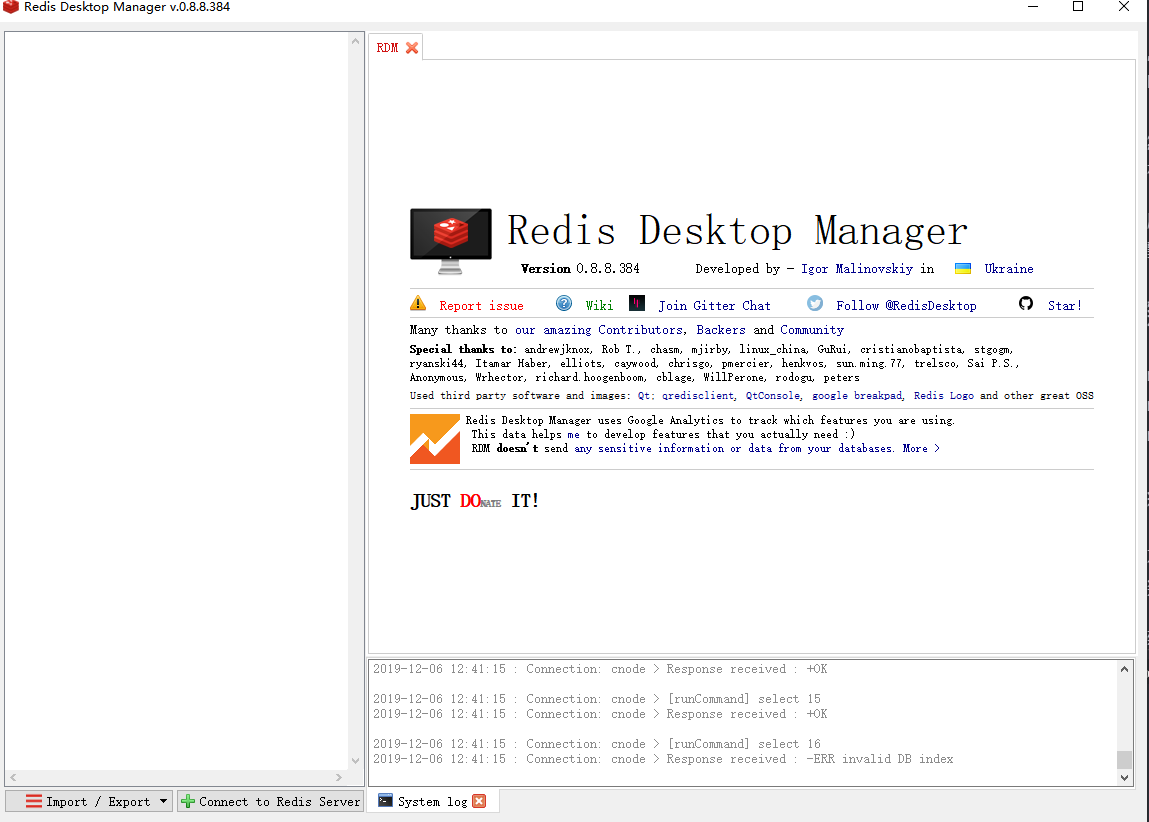 Redis Desktop Manager v.0.8.8.384
RDM
Redis Desktop Manager
Version 0.8.8.384 Developed by - Igor Malinovskiy in Ukraine
Report issue Wiki Join Gitter Chat Follow @RedisDesktop Star!
Many thanks to our amazing Contributors, Backers and Community
Special thanks to: andrewjknox, Rob T., chasm, mjirby, linux_china, GuRui, cristianobaptista, stgogm,
ryanski44, Itamar Haber, elliots, caywood, chrisgo, pmercier, henkvos, sun.ming.77, trelsco, Sai P.S.,
Anonymous, Wrhector, richard.hoogenboom, cblage, WillPerone, rodogu, peters
Used third party software and images: Qt; qredisclient, QtConsole, google breakpad, Redis Logo and other great OSS
Redis Desktop Manager uses Google Analytics to track which features you are using.
This data helps me to develop features that you actually need :)
RDM doesn't send any sensitive information or data from your databases. More >
JUST DONATE IT!
2019-12-06 12:41:15 : Connection: cnode > Response received : +OK
2019-12-06 12:41:15 : Connection: cnode > [runCommand] select 15
2019-12-06 12:41:15 : Connection: cnode > Response received : +OK
2019-12-06 12:41:15 : Connection: cnode > [runCommand] select 16
2019-12-06 12:41:15 : Connection: cnode > Response received : -ERR invalid DB index
Import / Export Connect to Redis Server System log